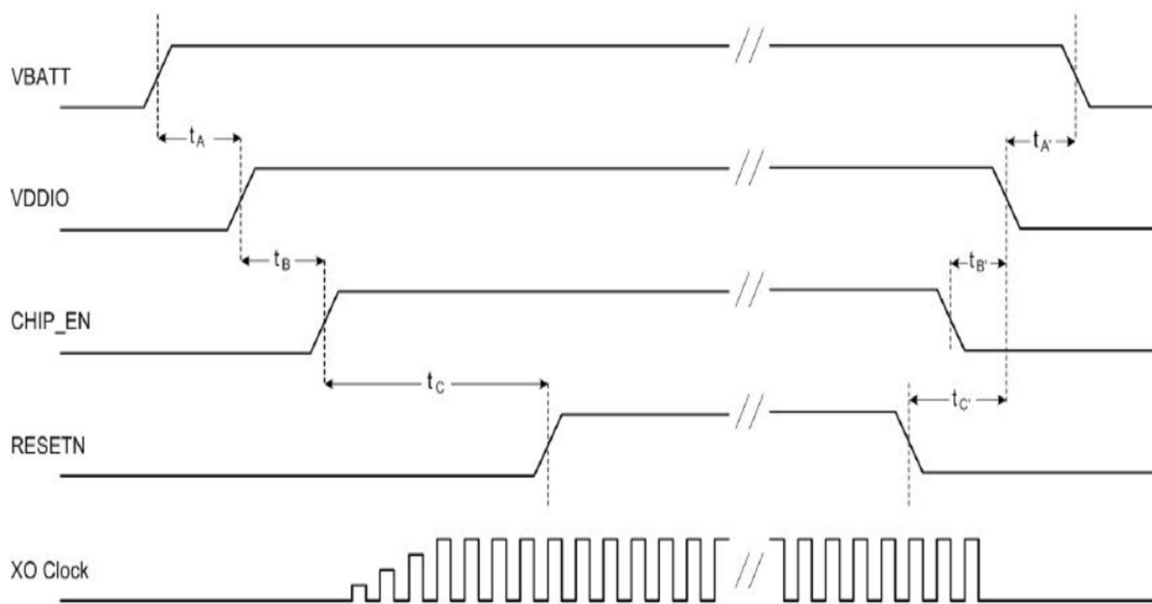 VBATT
tA
tA'
VDDIO
tB
tB'
CHIP_EN
tC
tC'
RESETN
XO Clock